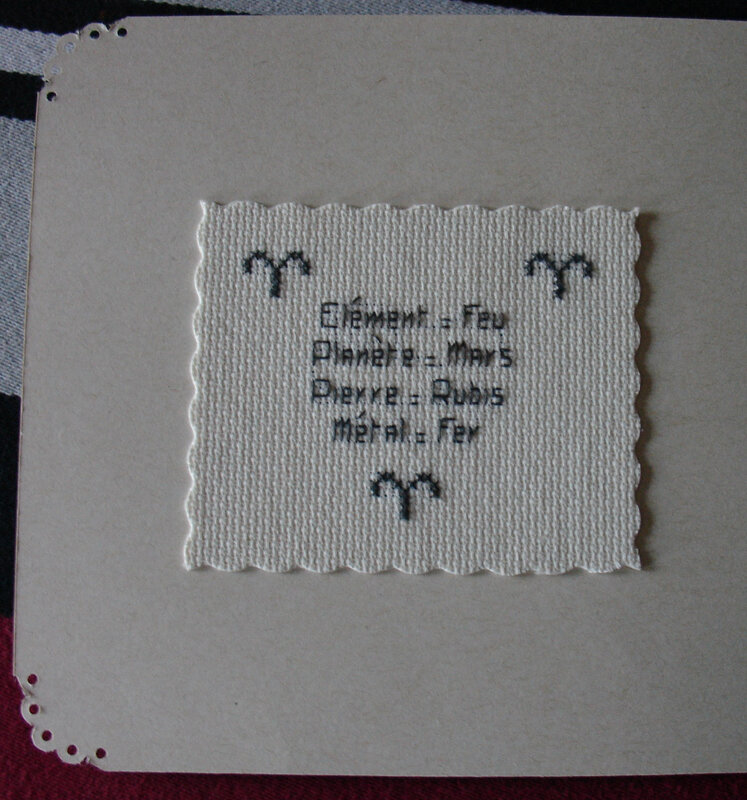 Elément = Feu
Planète = Mars
Pierre = Rubis
Métal = Fer